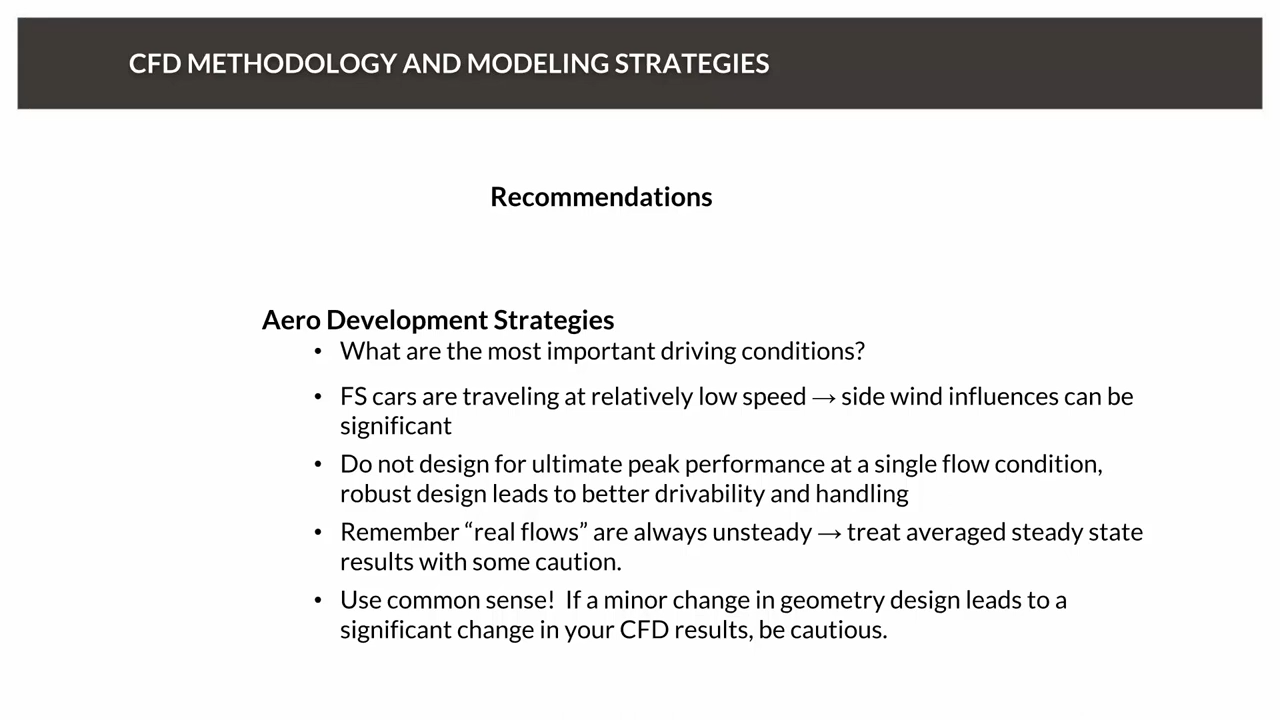 CFD METHODOLOGY AND MODELING STRATEGIES
Recommendations
Aero Development Strategies
• What are the most important driving conditions?
• FS cars are traveling at relatively low speed → side wind influences can be
significant
• Do not design for ultimate peak performance at a single flow condition,
robust design leads to better drivability and handling
• Remember “real flows” are always unsteady → treat averaged steady state
results with some caution.
• Use common sense!  If a minor change in geometry design leads to a
significant change in your CFD results, be cautious.